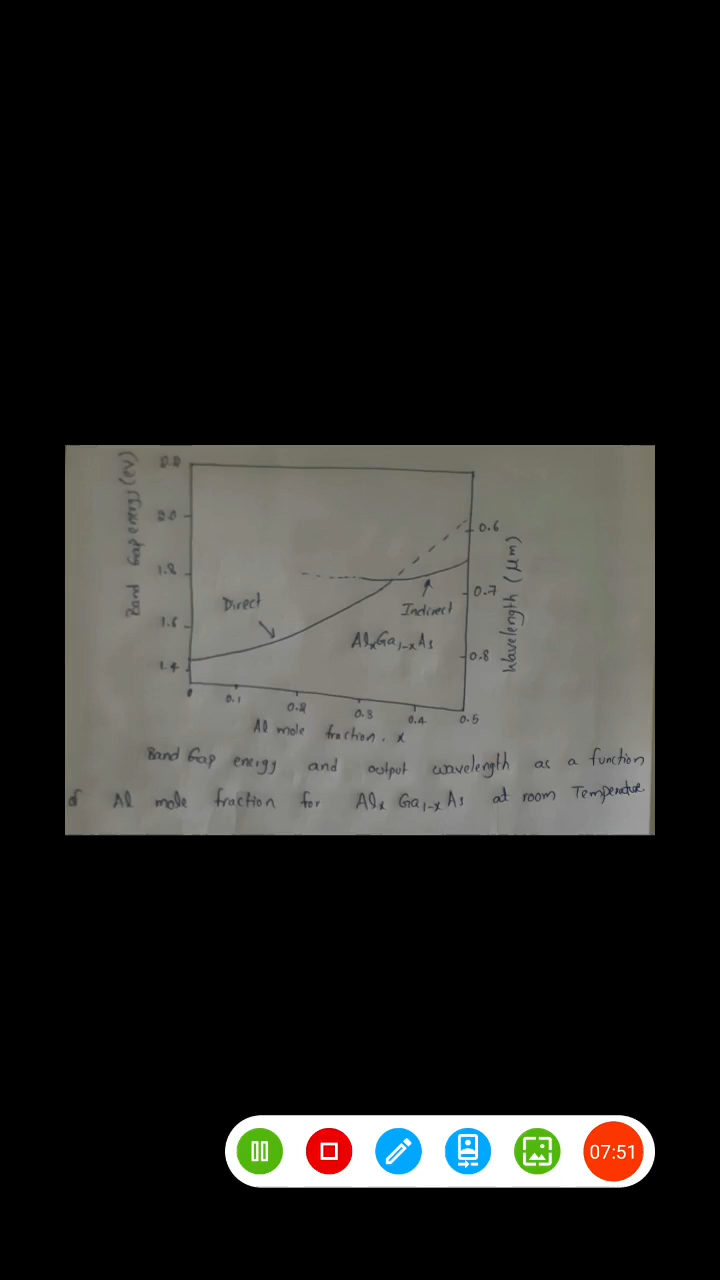 Band Gap energy (eV)
2.0
1.8
1.6
1.4
Direct
Indirect
AlxGa1-xAs
0.6
0.7
0.8
Wavelength (μm)
0
0.1
0.2
0.3
0.4
0.5
Al mole fraction, x
Band Gap energy and output wavelength as a function
of Al mole fraction for Alx Ga1-x As at room
07:51